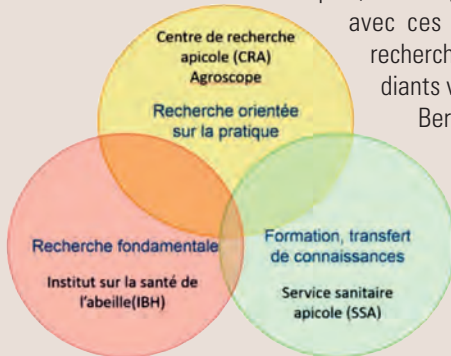 avec ces
recherch
diants v
Ber
Centre de recherche
apicole (CRA)
Agroscope
Recherche orientée
sur la pratique
Recherche fondamentale
Institut sur la santé de
l'abeille(IBH)
Formation, transfert
de connaissances
Service sanitaire
apicole (SSA)